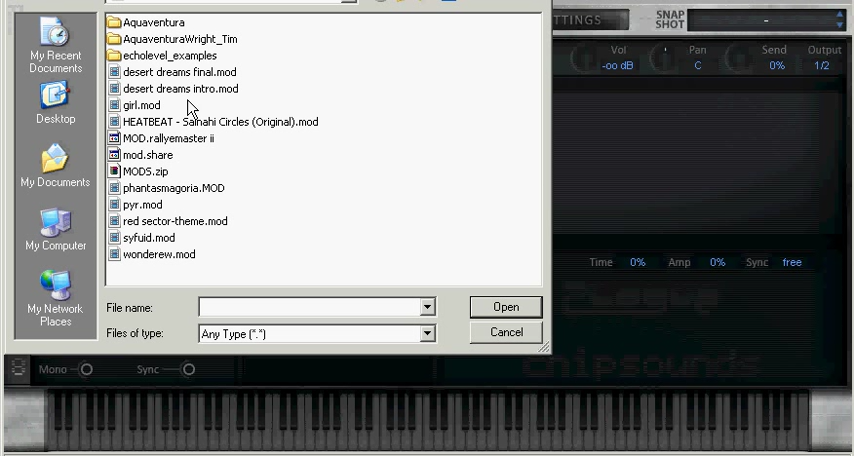 TTINGS
SNAP
SHOT
-
Vol
Pan
Send
Output
-oo dB
C
0%
1/2
My Recent
Documents
Desktop
My Documents
My Computer
My Network
Places
Aquaventura
AquaventuraWright_Tim
echolevel_examples
desert dreams final.mod
desert dreams intro.mod
girl.mod
HEATBEAT - Sainahi Circles (Original).mod
MOD.rallyemaster ii
mod.share
MODS.zip
phantasmagoria.MOD
pyr.mod
red sector-theme.mod
syfuid.mod
wonderew.mod
Time 0% Amp 0% Sync free
File name:
Open
Files of type: Any Type (*.*)
Cancel
chipsounds
Mono
Sync